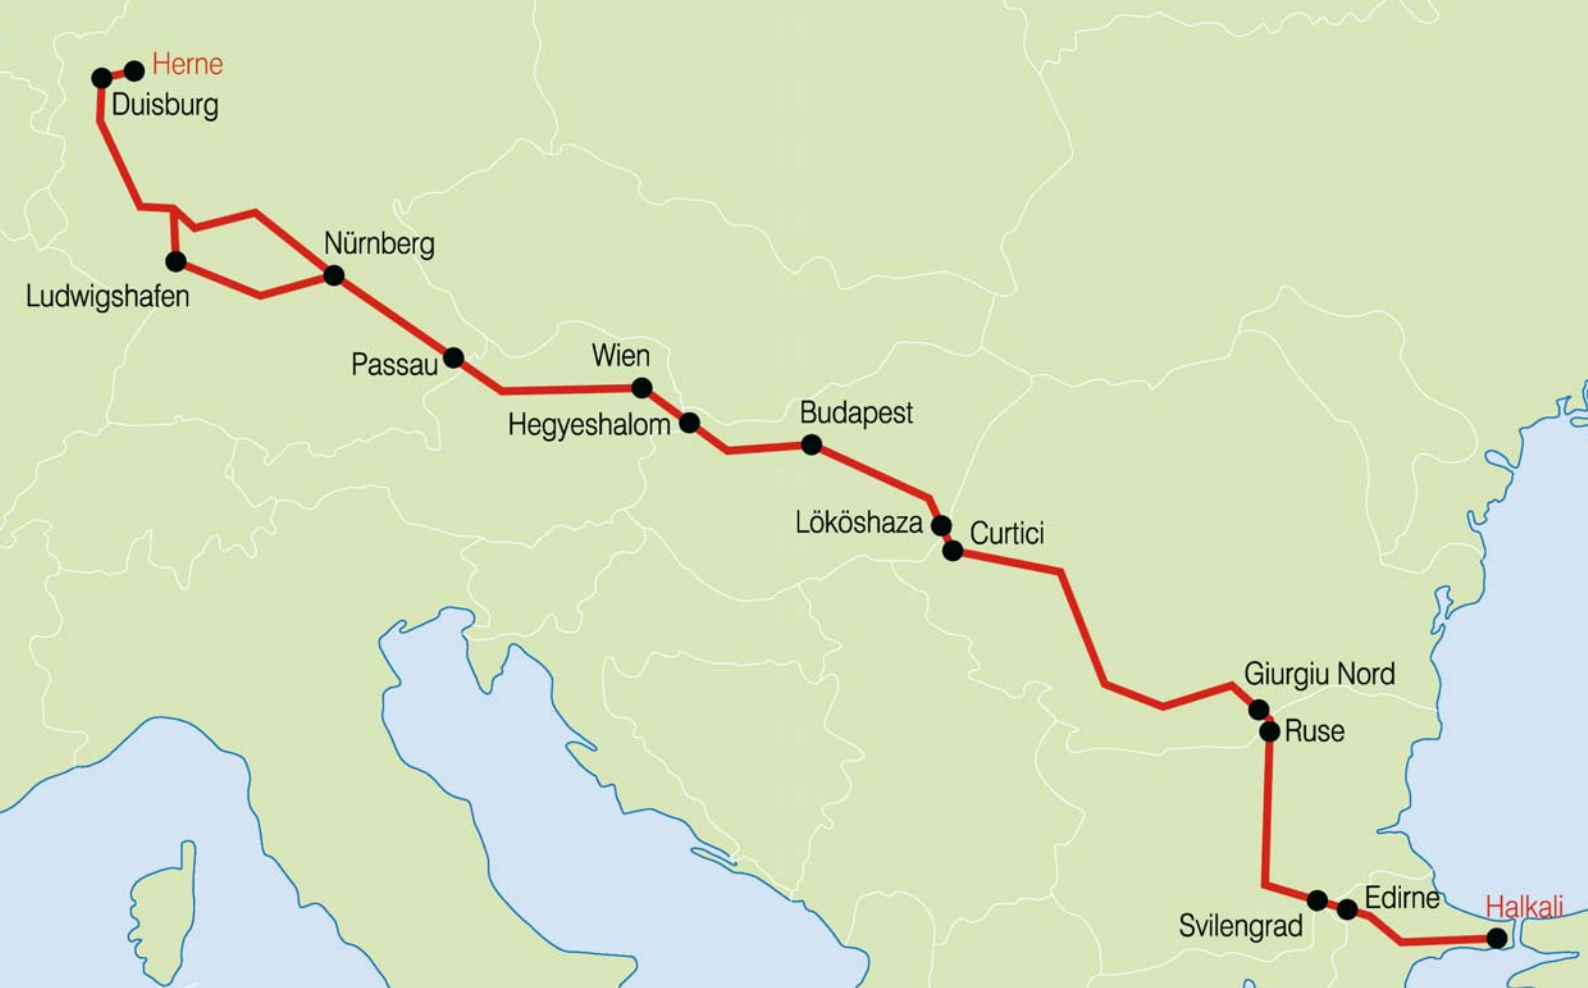 Herne
Duisburg
Nürnberg
Ludwigshafen
Passau
Wien
Hegyeshalom
Budapest
Lököshaza
Curtici
Giurgiu Nord
Ruse
Edirne
Halkali
Svilengrad